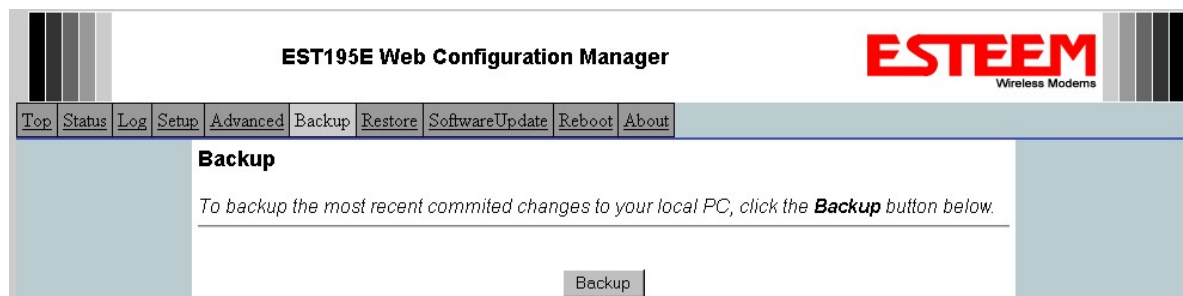 EST195E Web Configuration Manager
ESTEEM
Wireless Modems
Top Status Log Setup Advanced Backup Restore SoftwareUpdate Reboot About
Backup
To backup the most recent commited changes to your local PC, click the Backup button below.
Backup